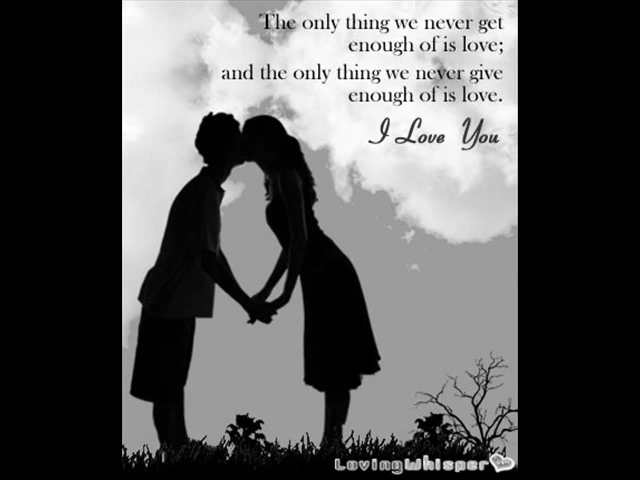 The only thing we never get
enough of is love;
and the only thing we never give
enough of is love.
I Love You
LovingWhisper